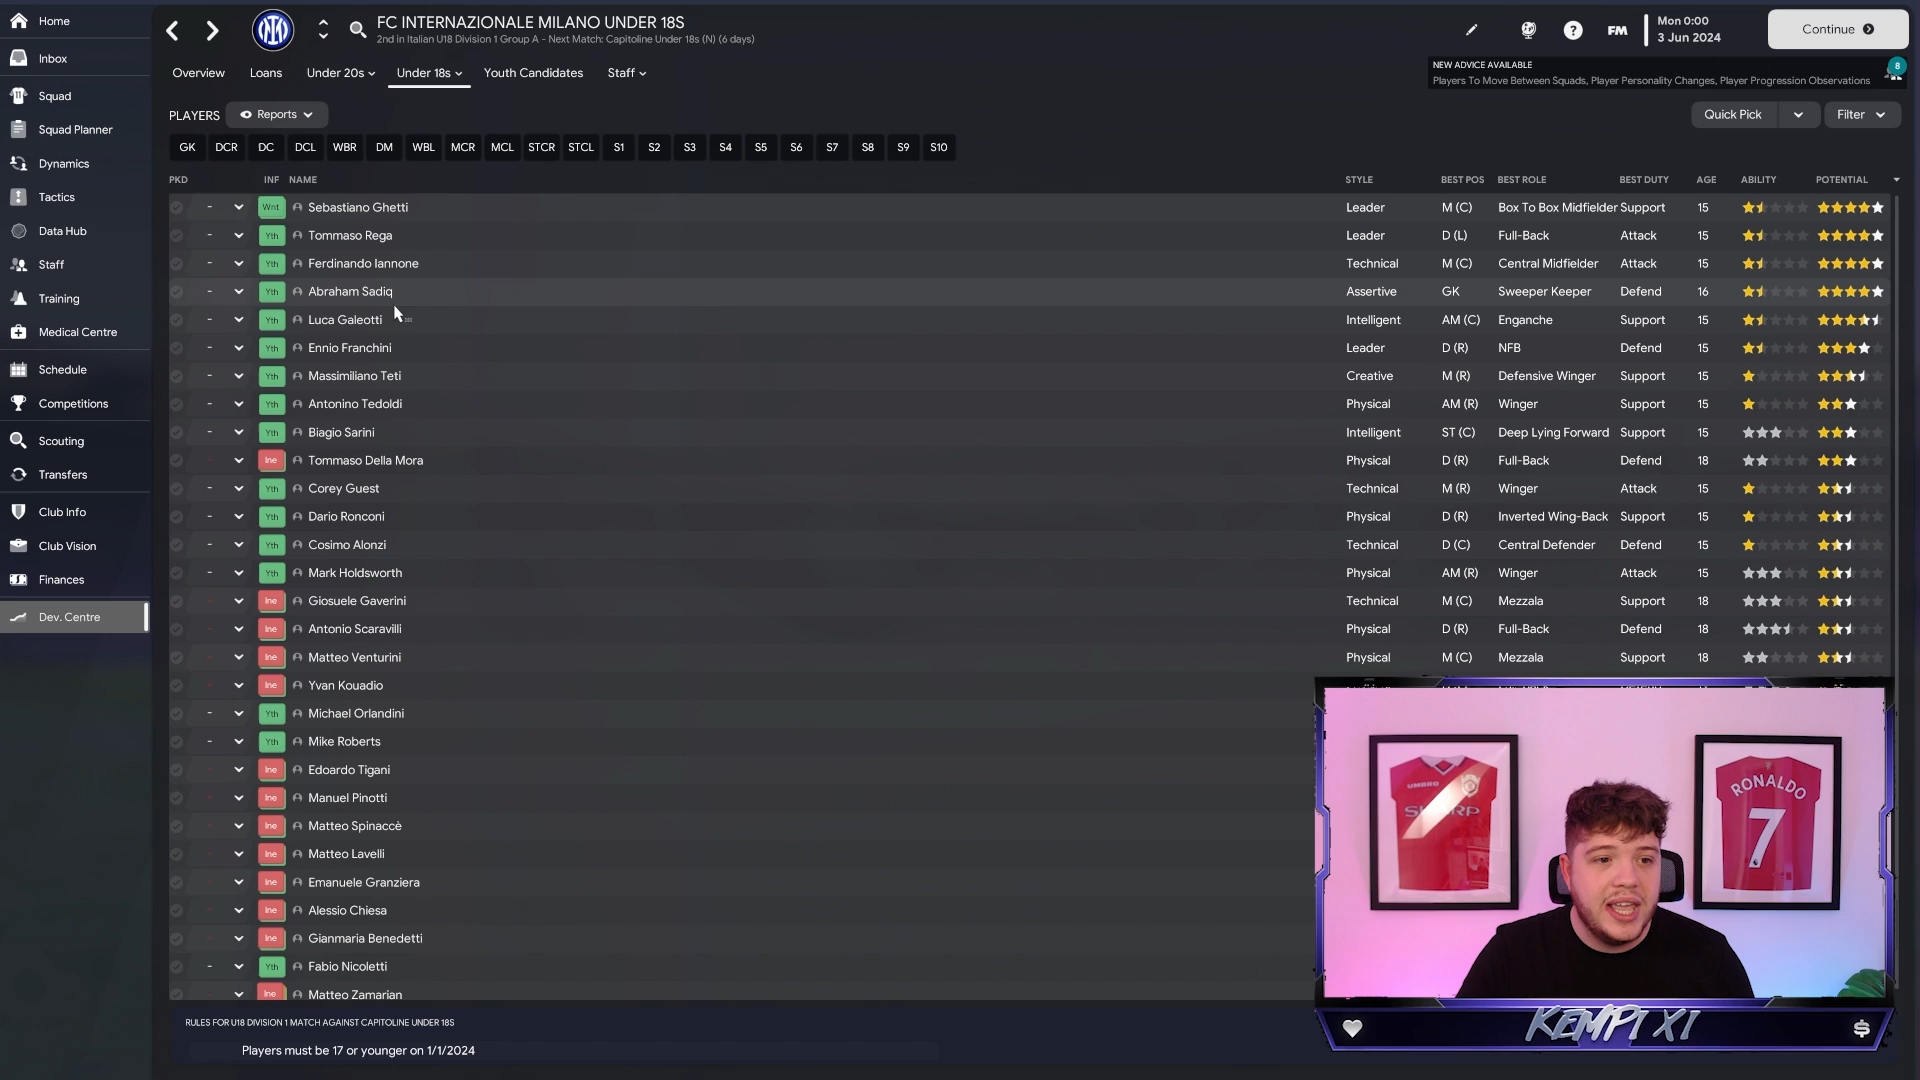 Home
Inbox
Squad
Squad Planner
Dynamics
Tactics
Data Hub
Staff
Training
Medical Centre
Schedule
Competitions
Scouting
Transfers
Club Info
Club Vision
Finances
Dev. Centre
FC INTERNAZIONALE MILANO UNDER 18S
2nd in Italian U18 Division 1 Group A - Next Match: Capitoline Under 18s (N) (6 days)
FM
Mon 0:00
3 Jun 2024
Continue
Overview Loans Under 20s Under 18s Youth Candidates Staff
NEW ADVICE AVAILABLE
Players To Move Between Squads, Player Personality Changes, Player Progression Observations
8
PLAYERS Reports
Quick Pick Filter
GK DCR DC DCL WBR DM WBL MCR MCL STCR STCL S1 S2 S3 S4 S5 S6 S7 S8 S9 S10
PKD INF NAME STYLE BEST POS BEST ROLE BEST DUTY AGE ABILITY POTENTIAL
- Wnt Sebastiano Ghetti Leader M (C) Box To Box Midfielder Support 15
- Yth Tommaso Rega Leader D (L) Full-Back Attack 15
- Yth Ferdinando Iannone Technical M (C) Central Midfielder Attack 15
- Yth Abraham Sadiq Assertive GK Sweeper Keeper Defend 16
- Yth Luca Galeotti Intelligent AM (C) Enganche Support 15
- Yth Ennio Franchini Leader D (R) NFB Defend 15
- Yth Massimiliano Teti Creative M (R) Defensive Winger Support 15
- Yth Antonino Tedoldi Physical AM (R) Winger Support 15
- Yth Biagio Sarini Intelligent ST (C) Deep Lying Forward Support 15
- Ine Tommaso Della Mora Physical D (R) Full-Back Defend 18
- Yth Corey Guest Technical M (R) Winger Attack 15
- Yth Dario Ronconi Physical D (R) Inverted Wing-Back Support 15
- Yth Cosimo Alonzi Technical D (C) Central Defender Defend 15
- Yth Mark Holdsworth Physical AM (R) Winger Attack 15
- Ine Giosuele Gaverini Technical M (C) Mezzala Support 18
- Ine Antonio Scaravilli Physical D (R) Full-Back Defend 18
- Ine Matteo Venturini Physical M (C) Mezzala Support 18
- Ine Yvan Kouadio
- Yth Michael Orlandini
- Yth Mike Roberts
- Ine Edoardo Tigani
- Ine Manuel Pinotti
- Ine Matteo Spinaccè
- Ine Matteo Lavelli
- Ine Emanuele Granziera
- Ine Alessio Chiesa
- Ine Gianmaria Benedetti
- Yth Fabio Nicoletti
- Ine Matteo Zamarian
RULES FOR U18 DIVISION 1 MATCH AGAINST CAPITOLINE UNDER 18S
Players must be 17 or younger on 1/1/2024
UMBRO
SHARP
RONALDO
7
KEMPI XI